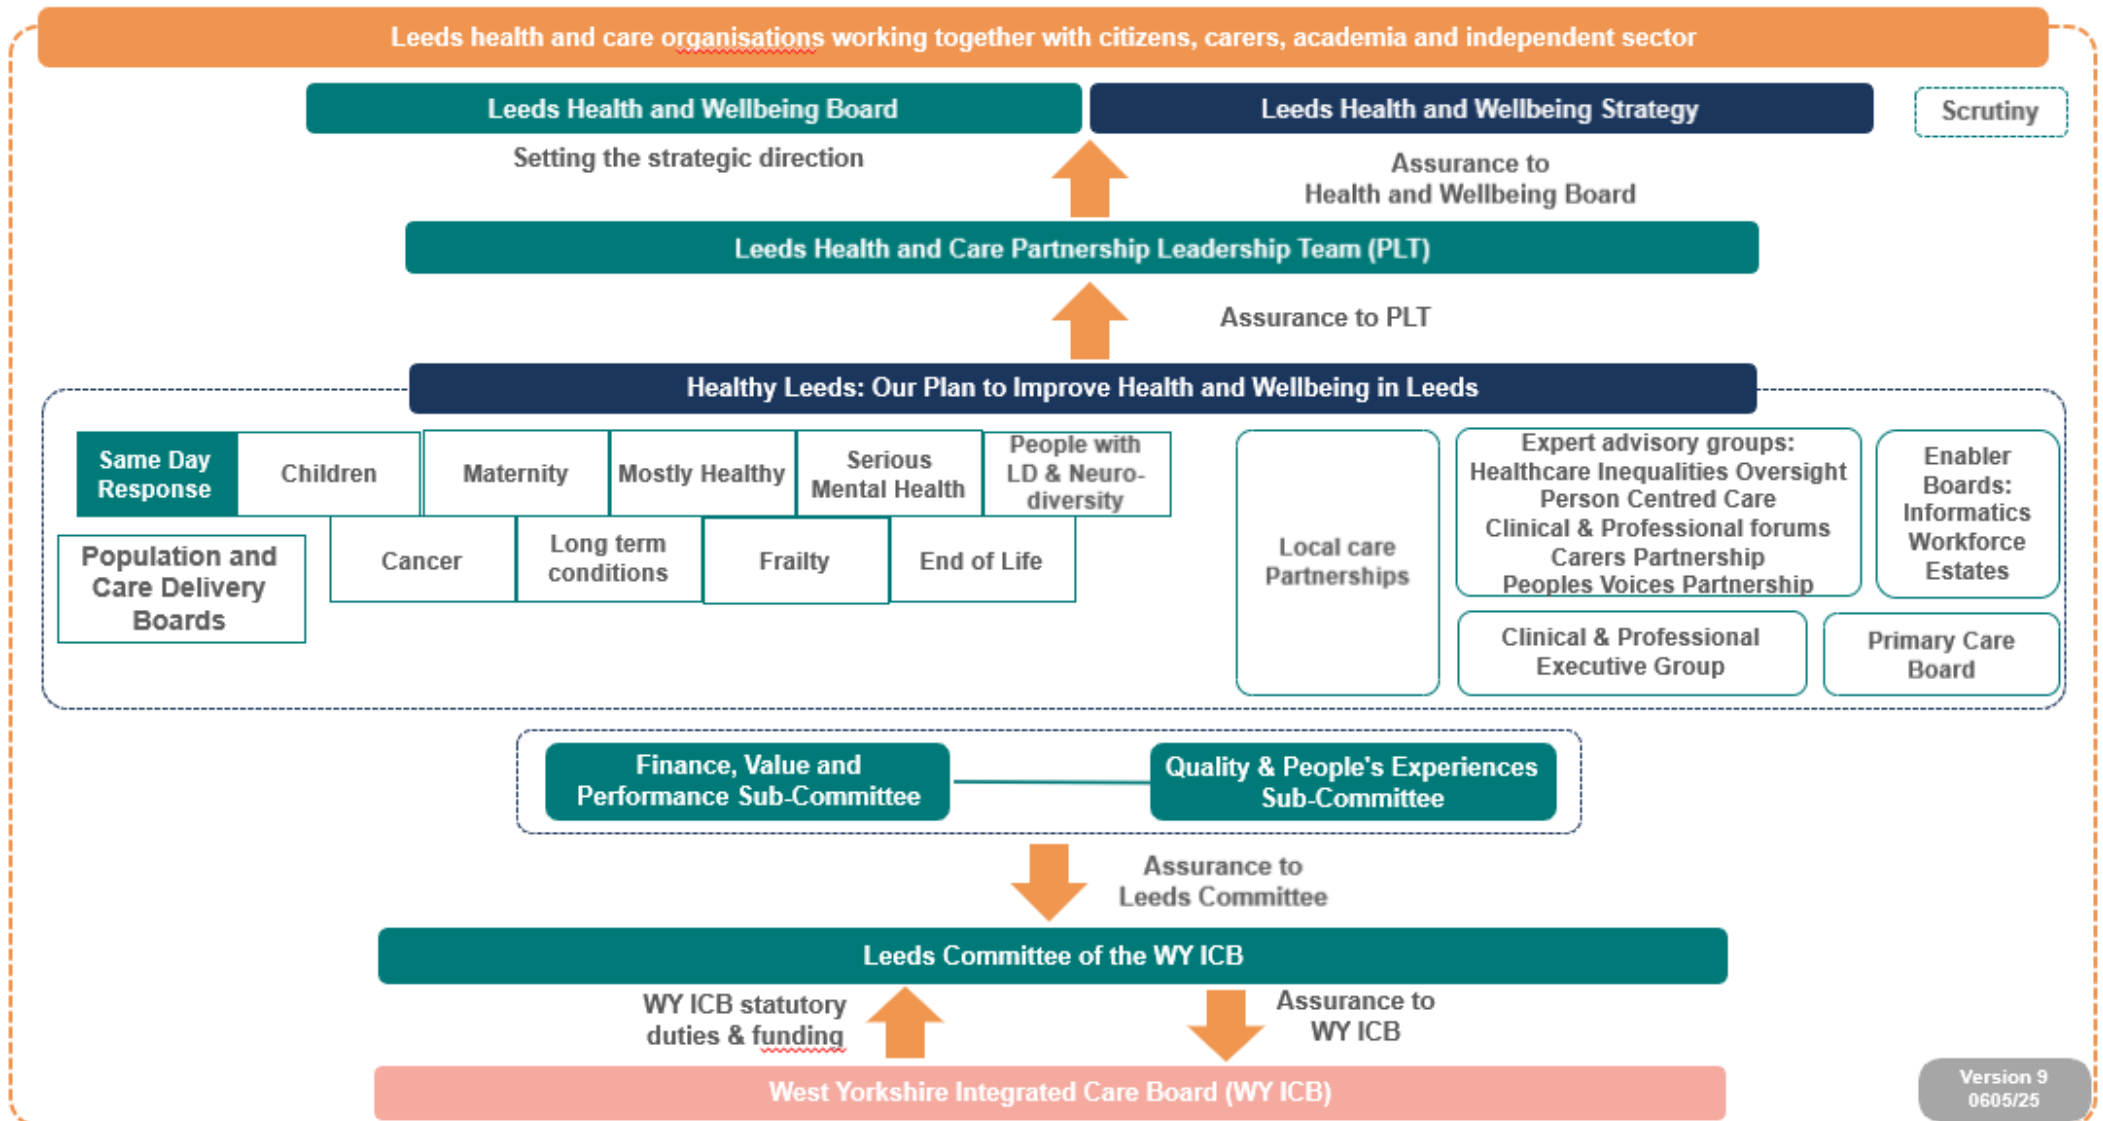 Leeds health and care organisations working together with citizens, carers, academia and independent sector
Leeds Health and Wellbeing Board
Leeds Health and Wellbeing Strategy
Scrutiny
Setting the strategic direction
Assurance to
Health and Wellbeing Board
Leeds Health and Care Partnership Leadership Team (PLT)
Assurance to PLT
Healthy Leeds: Our Plan to Improve Health and Wellbeing in Leeds
Same Day
Response
Children
Maternity
Mostly Healthy
Serious
Mental Health
People with
LD & Neuro-
diversity
Cancer
Long term
conditions
Frailty
End of Life
Population and
Care Delivery
Boards
Local care
Partnerships
Expert advisory groups:
Healthcare Inequalities Oversight
Person Centred Care
Clinical & Professional forums
Carers Partnership
Peoples Voices Partnership
Enabler
Boards:
Informatics
Workforce
Estates
Clinical & Professional
Executive Group
Primary Care
Board
Finance, Value and
Performance Sub-Committee
Quality & People's Experiences
Sub-Committee
Assurance to
Leeds Committee
Leeds Committee of the WY ICB
WY ICB statutory
duties & funding
Assurance to
WY ICB
West Yorkshire Integrated Care Board (WY ICB)
Version 9
0605/25